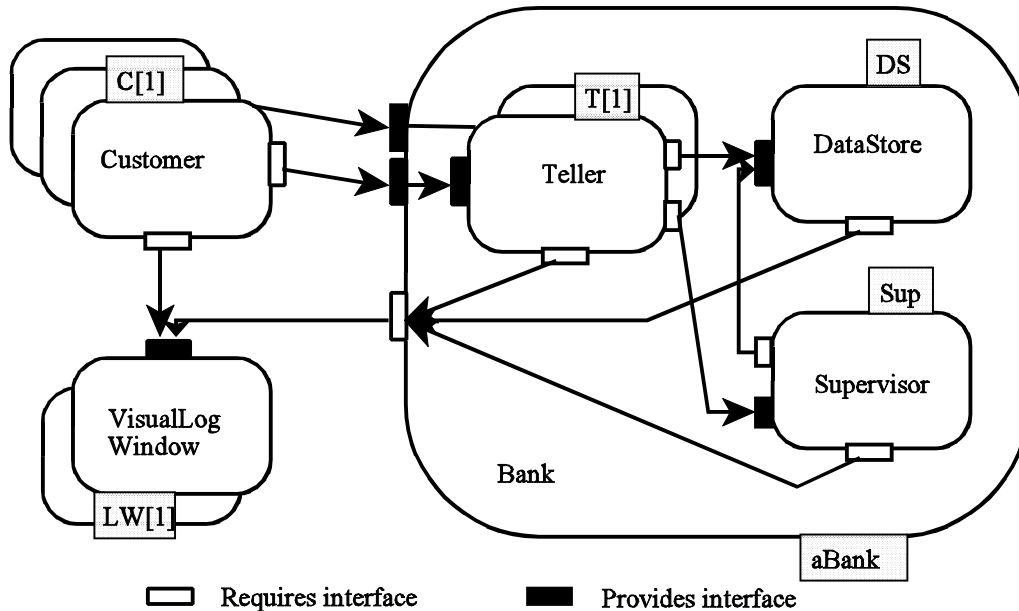 C[1]
Customer
T[1]
Teller
DS
DataStore
Sup
Supervisor
VisualLog
Window
LW[1]
Bank
aBank
Requires interface
Provides interface